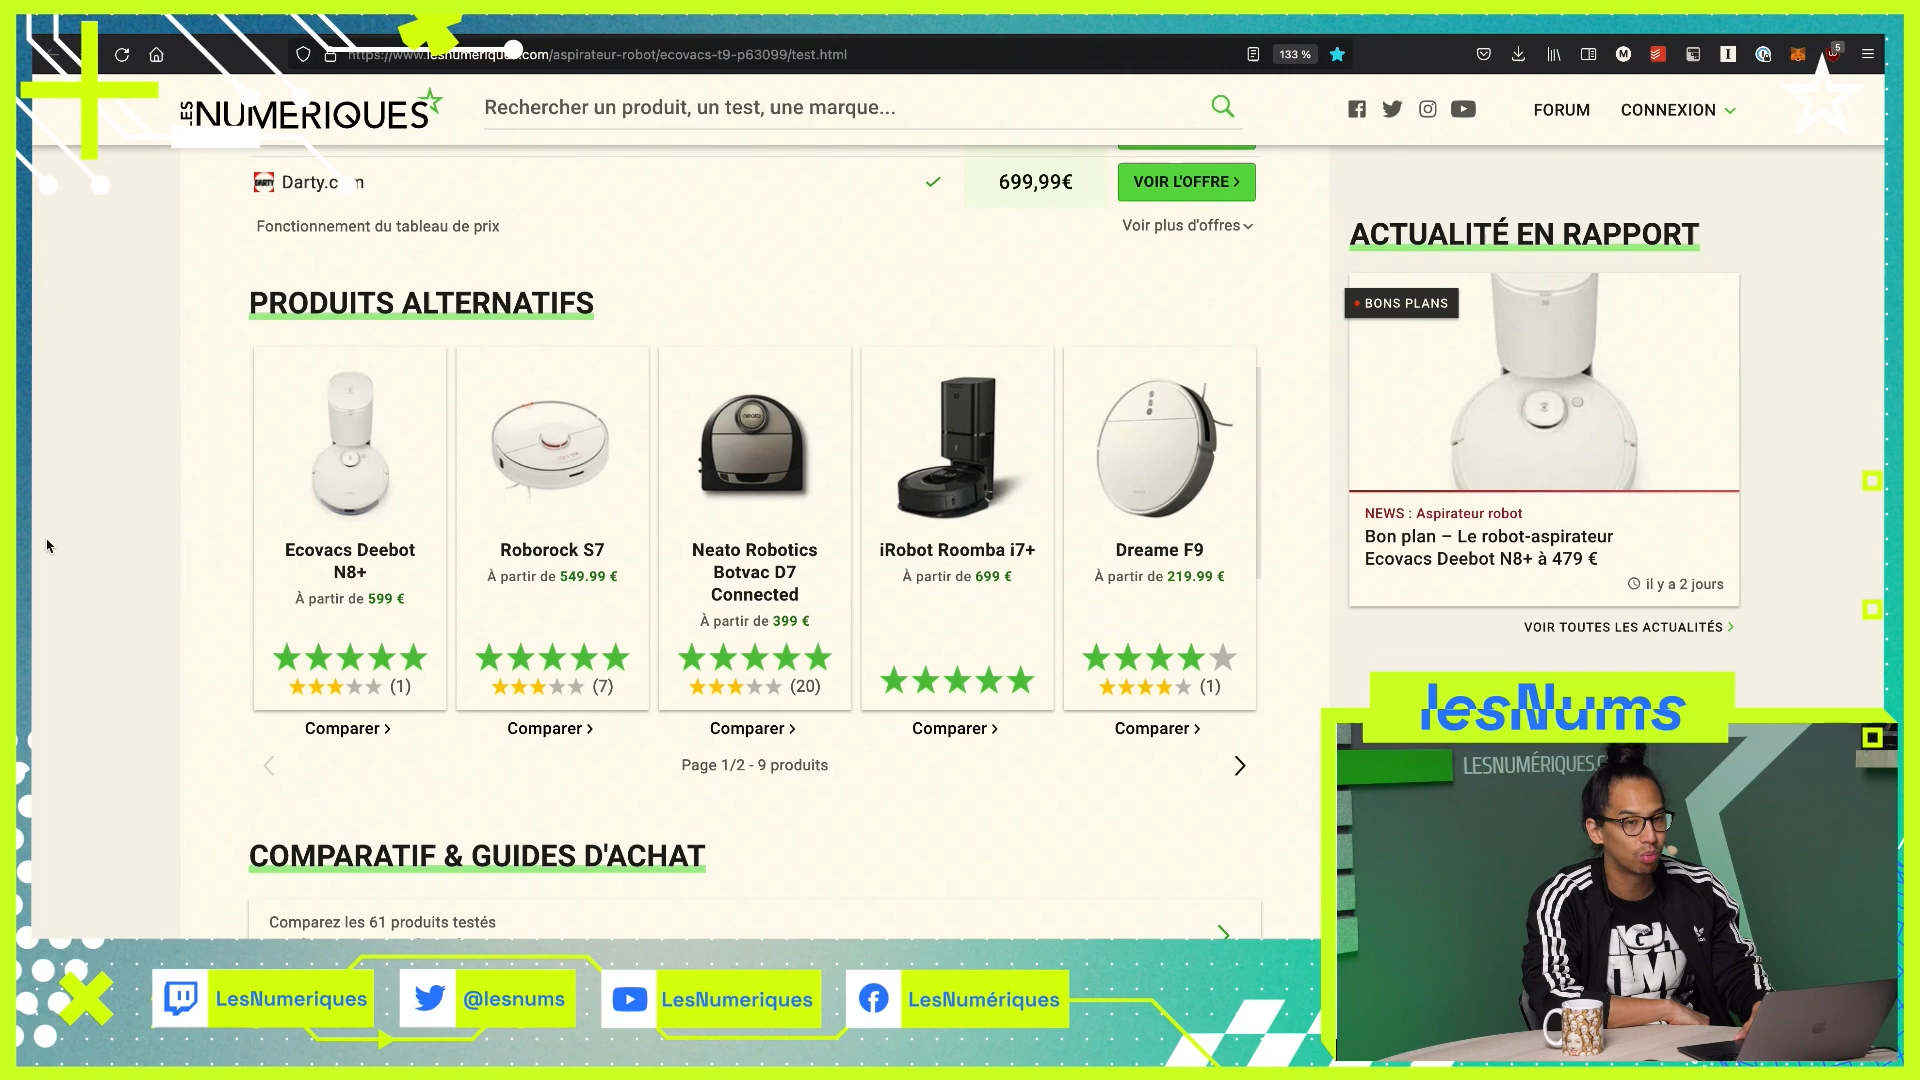 https://www.lesnumeriques.com/aspirateur-robot/ecovacs-t9-p63099/test.html
133 %
5
LES NUMERIQUES
Rechercher un produit, un test, une marque...
FORUM
CONNEXION
DARTY
Darty.com
699,99€
VOIR L'OFFRE
Fonctionnement du tableau de prix
Voir plus d'offres
PRODUITS ALTERNATIFS
neato
Ecovacs Deebot
N8+
À partir de 599 €
(1)
Comparer
Roborock S7
À partir de 549.99 €
(7)
Comparer
Neato Robotics
Botvac D7
Connected
À partir de 399 €
(20)
Comparer
iRobot Roomba i7+
À partir de 699 €
Comparer
Dreame F9
À partir de 219.99 €
(1)
Comparer
Page 1/2 - 9 produits
COMPARATIF & GUIDES D'ACHAT
Comparez les 61 produits testés
ACTUALITÉ EN RAPPORT
BONS PLANS
NEWS : Aspirateur robot
Bon plan – Le robot-aspirateur
Ecovacs Deebot N8+ à 479 €
il y a 2 jours
VOIR TOUTES LES ACTUALITÉS
lesNums
LESNUMÉRIQUES.C
LesNumeriques
@lesnums
LesNumeriques
LesNumériques